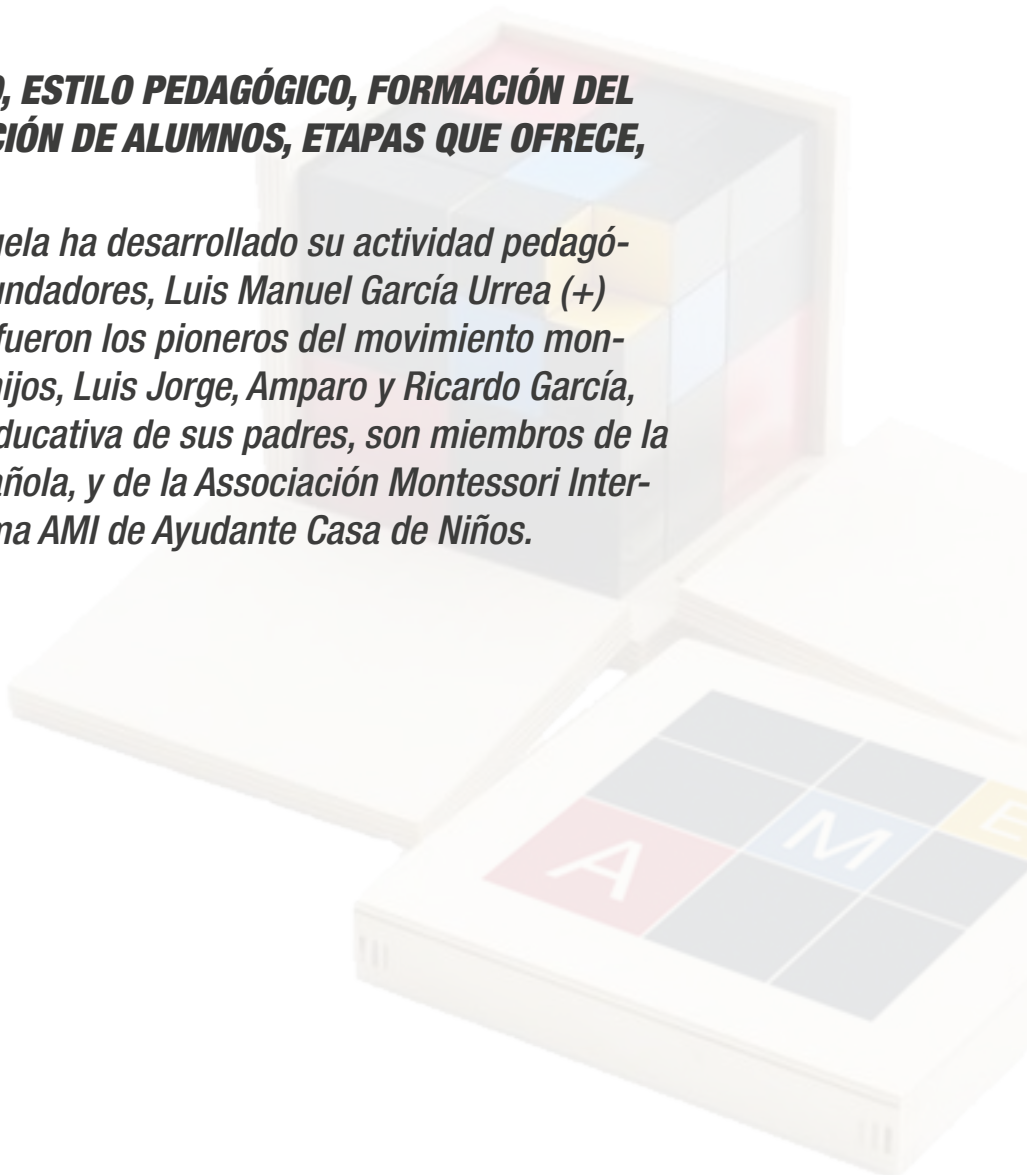 O, ESTILO PEDAGÓGICO, FORMACIÓN DEL
CIÓN DE ALUMNOS, ETAPAS QUE OFRECE,
uela ha desarrollado su actividad pedagó-
undadores, Luis Manuel García Urrea (+)
fueron los pioneros del movimiento mon-
hijos, Luis Jorge, Amparo y Ricardo García,
educativa de sus padres, son miembros de la
añola, y de la Associación Montessori Inter-
ma AMI de Ayudante Casa de Niños.
A M E